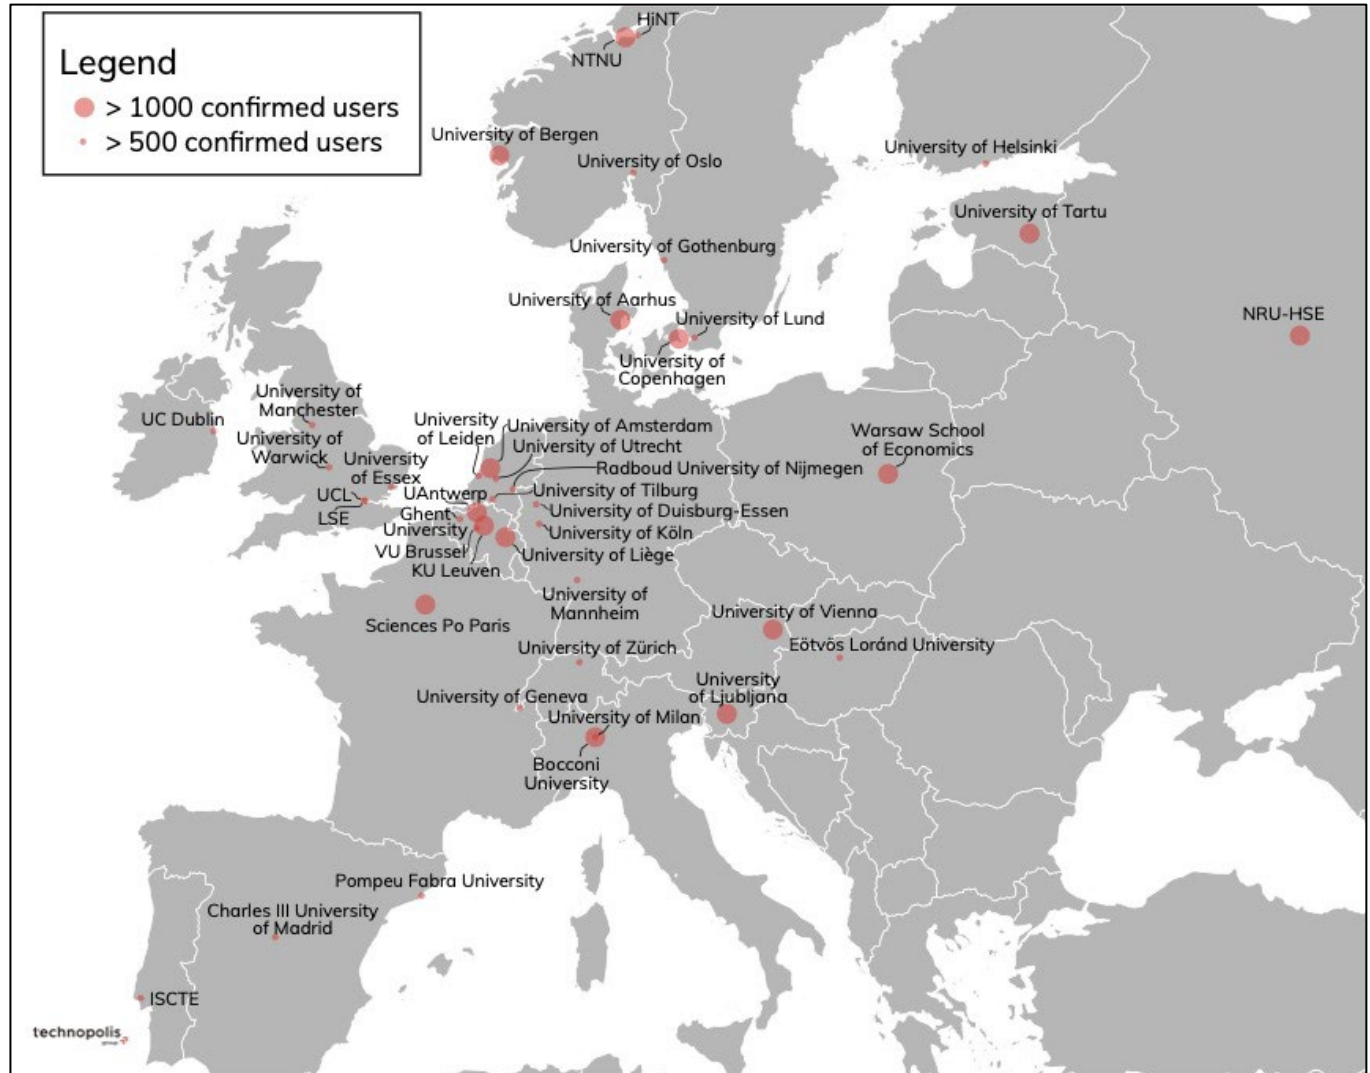 Legend
> 1000 confirmed users
> 500 confirmed users
HiNT
NTNU
University of Bergen
University of Oslo
University of Helsinki
University of Tartu
University of Gothenburg
University of Aarhus
University of Lund
University of
Copenhagen
NRU-HSE
University of
Manchester
UC Dublin
University of
Warwick
University
of Essex
UCL
LSE
University
of Leiden
University of Amsterdam
University of Utrecht
Radboud University of Nijmegen
UAntwerp
University of Tilburg
Ghent
University
University of Duisburg-Essen
University of Köln
VU Brussel
University of Liège
KU Leuven
Warsaw School
of Economics
University of
Mannheim
Sciences Po Paris
University of Vienna
Eötvös Loránd University
University of Zürich
University
of Ljubljana
University of Geneva
University of Milan
Bocconi
University
Pompeu Fabra University
Charles III University
of Madrid
ISCTE
technopolis
group